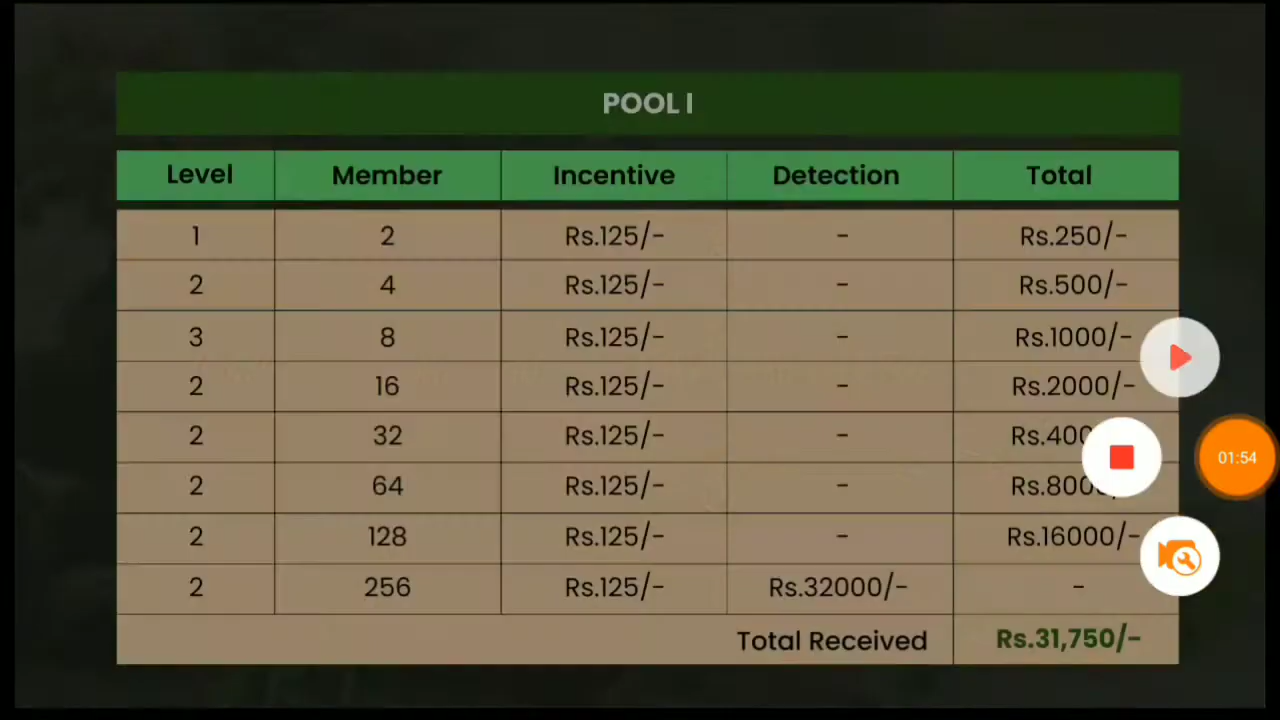 POOL I
Level Member Incentive Detection Total
1 2 Rs.125/- - Rs.250/-
2 4 Rs.125/- - Rs.500/-
3 8 Rs.125/- - Rs.1000/-
2 16 Rs.125/- - Rs.2000/-
2 32 Rs.125/- -
2 64 Rs.125/- -
2 128 Rs.125/- - Rs.16000/-
2 256 Rs.125/- Rs.32000/- -
Total Received Rs.31,750/-
01:54